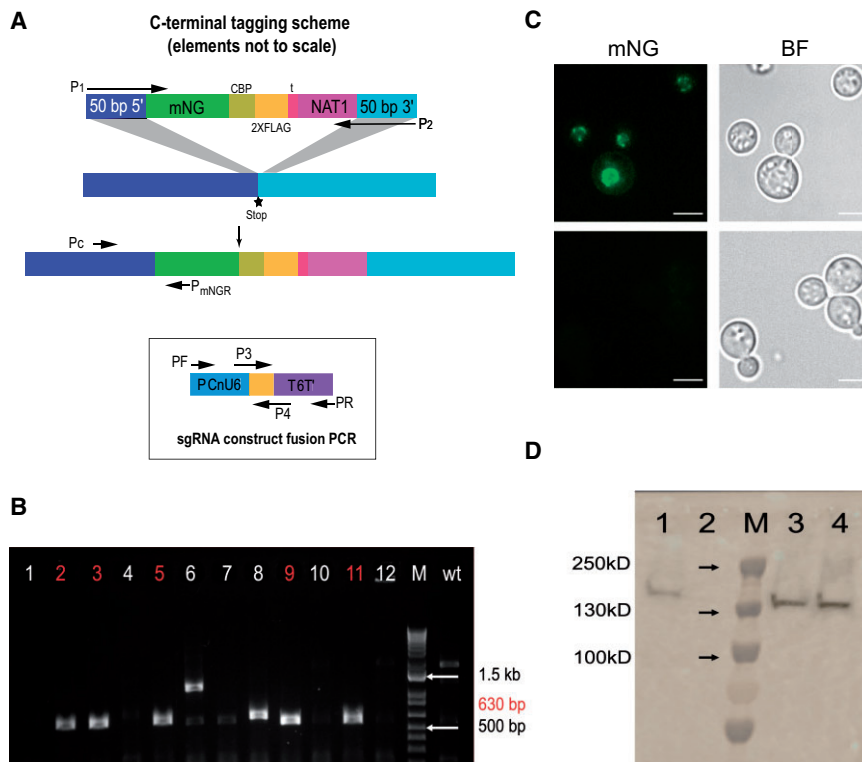 A
C-terminal tagging scheme
(elements not to scale)
P1
CBP
t
50 bp 5'
mNG
NAT1
50 bp 3'
2XFLAG
P2
Stop
Pc
PmNGR
PF
P3
PCnU6
T6T'
P4
PR
sgRNA construct fusion PCR
B
1 2 3 4 5 6 7 8 9 10 11 12 M wt
1.5 kb
630 bp
500 bp
C
mNG
BF
D
1 2 M 3 4
250kD
130kD
100kD